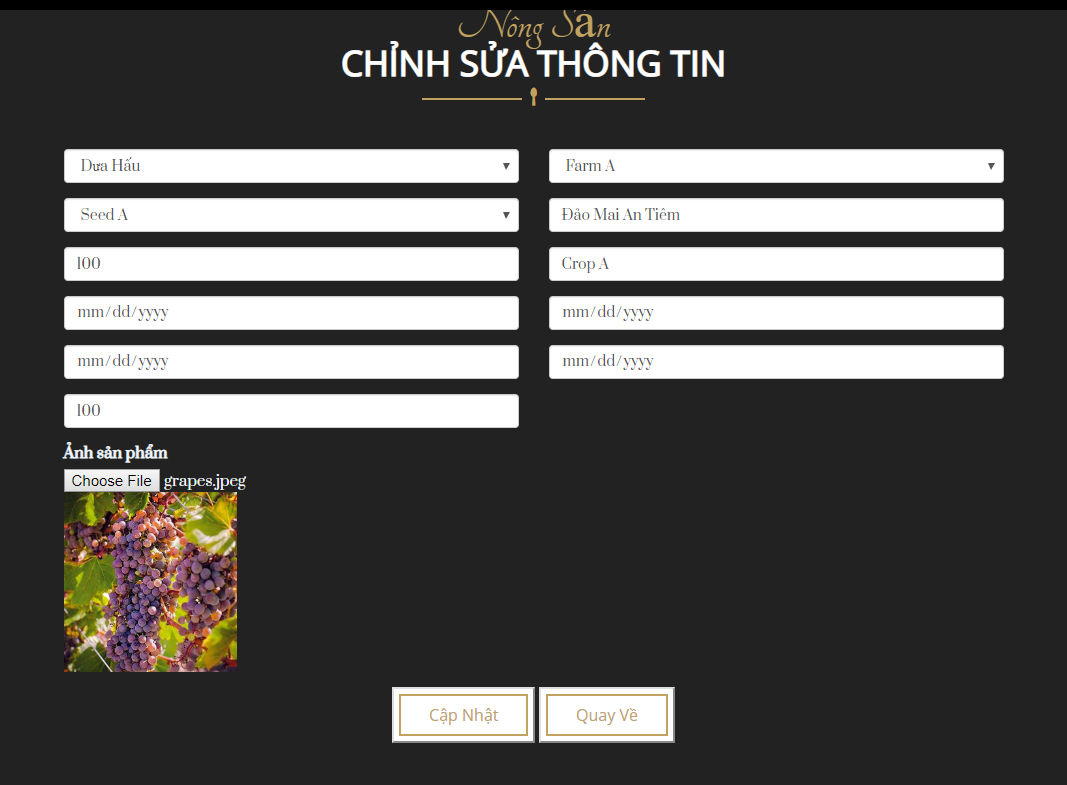 Nông Sản
CHỈNH SỬA THÔNG TIN
Dưa Hấu
Farm A
Seed A
Đảo Mai An Tiêm
100
Crop A
mm/dd/yyyy
mm/dd/yyyy
mm/dd/yyyy
mm/dd/yyyy
100
Ảnh sản phẩm
Choose File grapes.jpeg
Cập Nhật
Quay Về